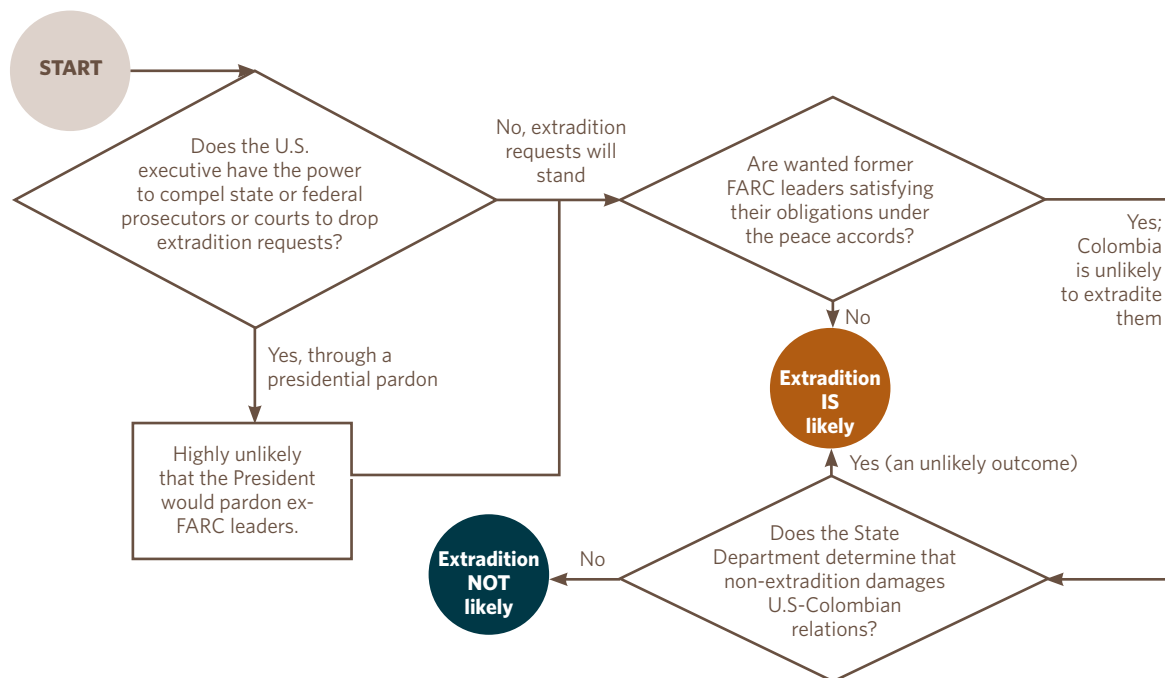 START
Does the U.S.
executive have the power
to compel state or federal
prosecutors or courts to drop
extradition requests?
No, extradition
requests will
stand
Are wanted former
FARC leaders satisfying
their obligations under
the peace accords?
Yes;
Colombia
is unlikely
to extradite
them
No
Yes, through a
presidential pardon
Extradition
IS
likely
Highly unlikely
that the President
would pardon ex-
FARC leaders.
Yes (an unlikely outcome)
Does the State
Department determine that
non-extradition damages
U.S-Colombian
relations?
No
Extradition
NOT
likely